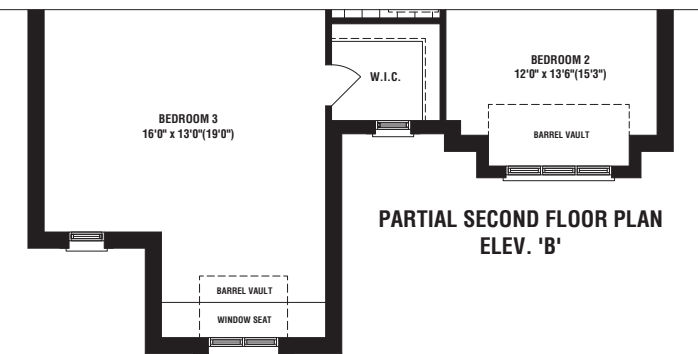 BEDROOM 3
16'0" x 13'0"(19'0")
W.I.C.
BEDROOM 2
12'0" x 13'6"(15'3")
BARREL VAULT
PARTIAL SECOND FLOOR PLAN
ELEV. 'B'
BARREL VAULT
WINDOW SEAT